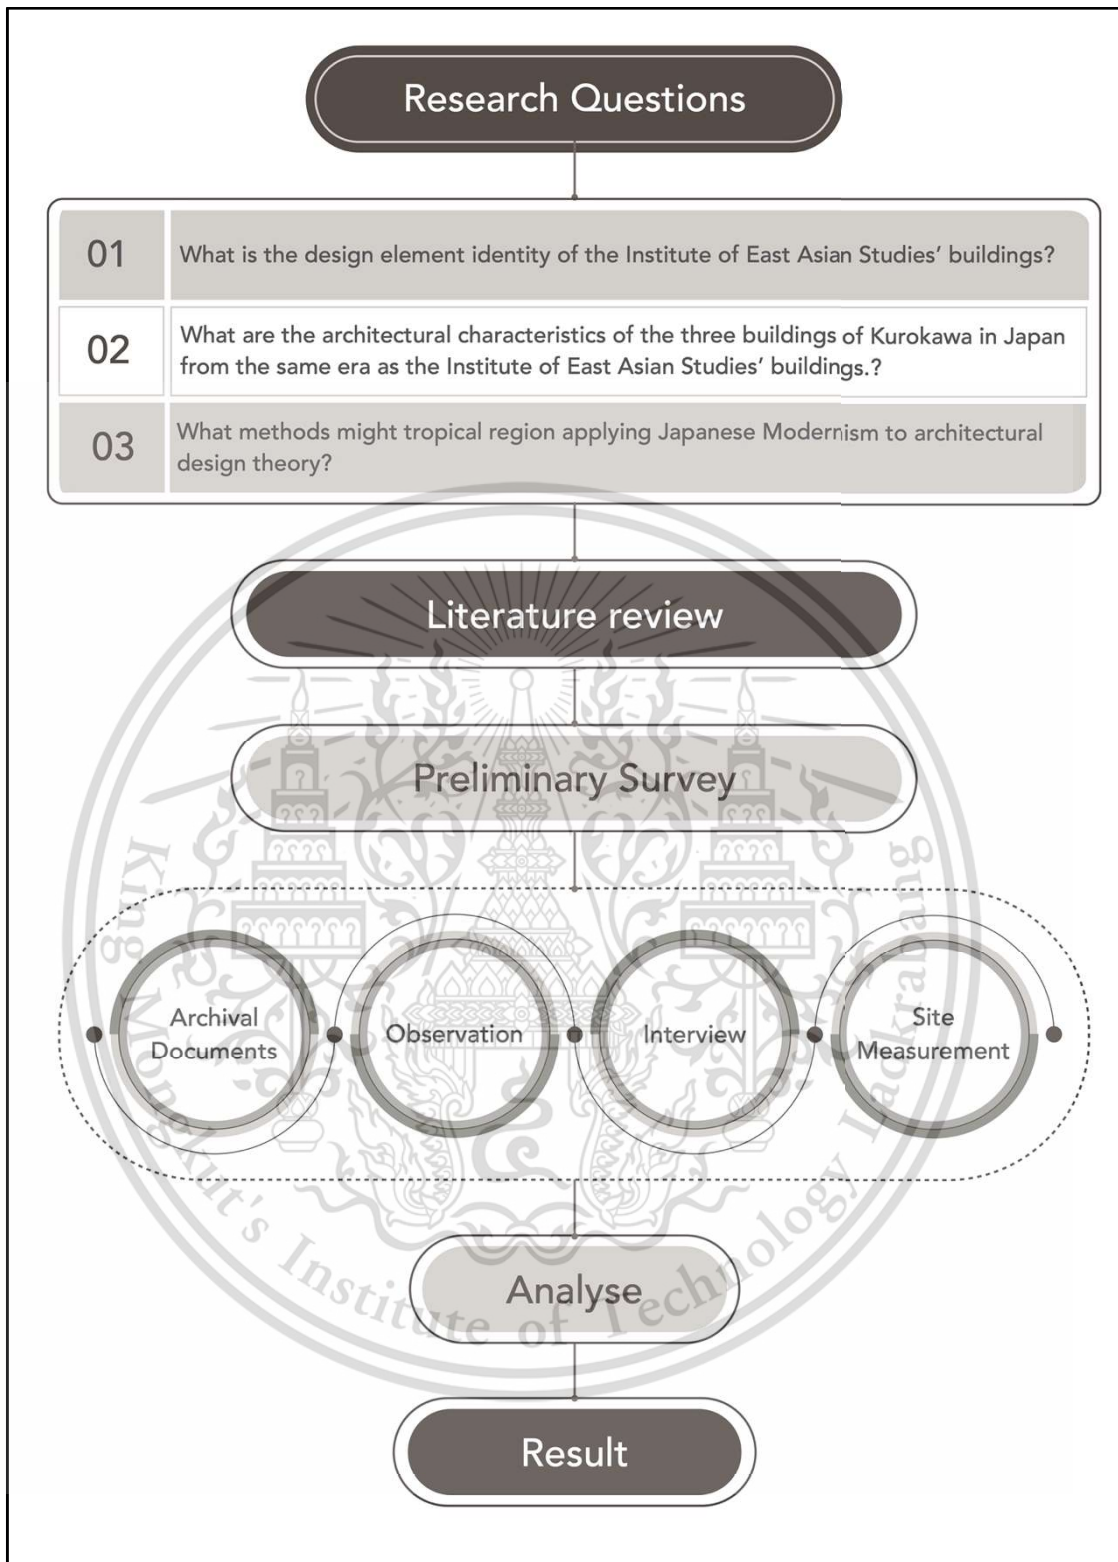 Research Questions
01
What is the design element identity of the Institute of East Asian Studies' buildings?
02
What are the architectural characteristics of the three buildings of Kurokawa in Japan
from the same era as the Institute of East Asian Studies' buildings.?
03
What methods might tropical region applying Japanese Modernism to architectural
design theory?
Literature review
Preliminary Survey
Archival
Documents
Observation
Interview
Site
Measurement
Analyse
Result
King Mongkut's Institute of Technology Ladkrabang